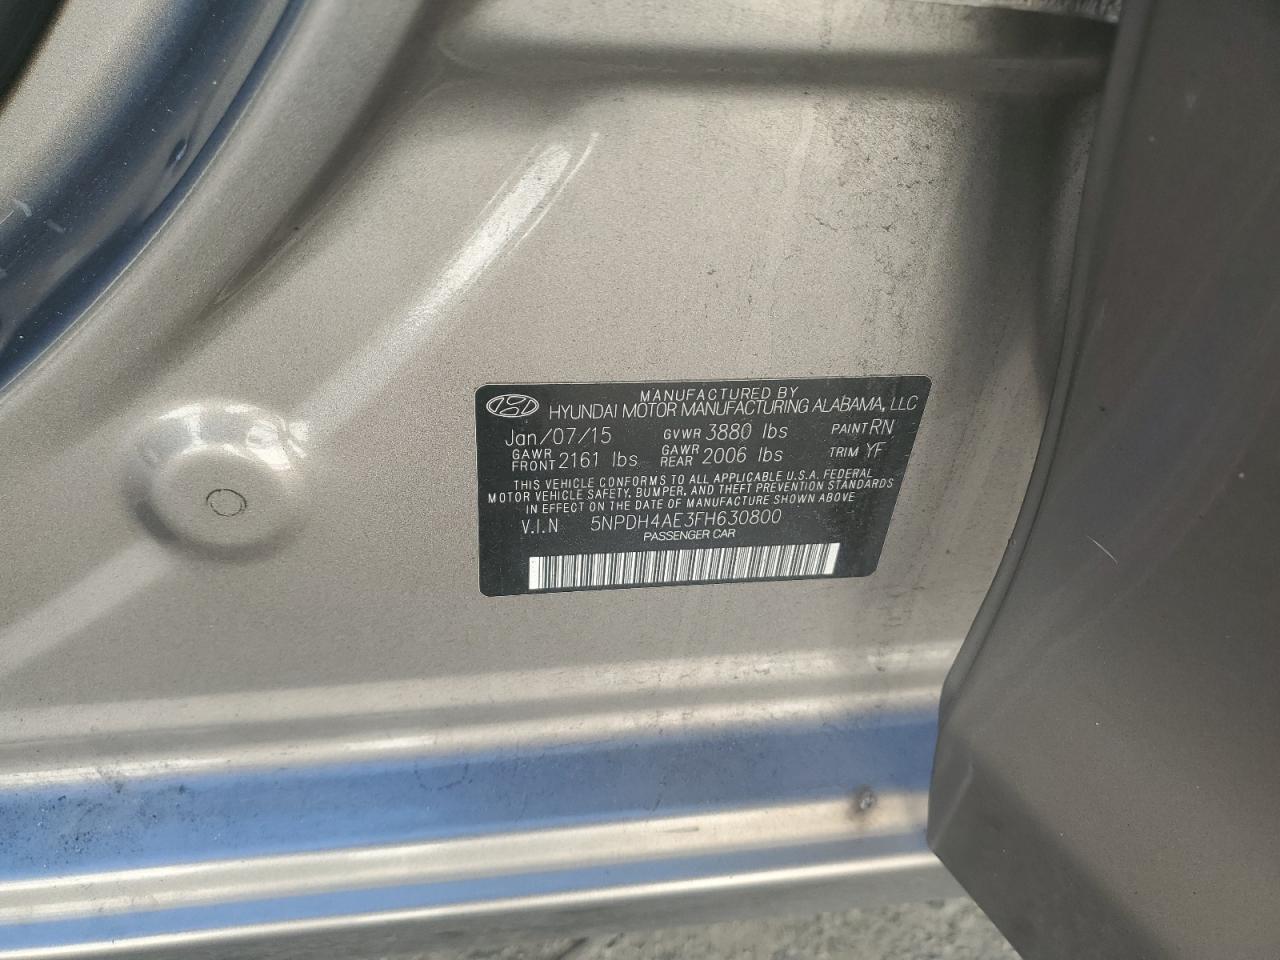 MANUFACTURED BY
HYUNDAI MOTOR MANUFACTURING ALABAMA, LLC
Jan/07/15 GVWR 3880 lbs PAINT RN
GAWR FRONT 2161 lbs GAWR REAR 2006 lbs TRIM YF
THIS VEHICLE CONFORMS TO ALL APPLICABLE U.S.A. FEDERAL
MOTOR VEHICLE SAFETY, BUMPER, AND THEFT PREVENTION STANDARDS
IN EFFECT ON THE DATE OF MANUFACTURE SHOWN ABOVE
V.I.N 5NPDH4AE3FH630800
PASSENGER CAR